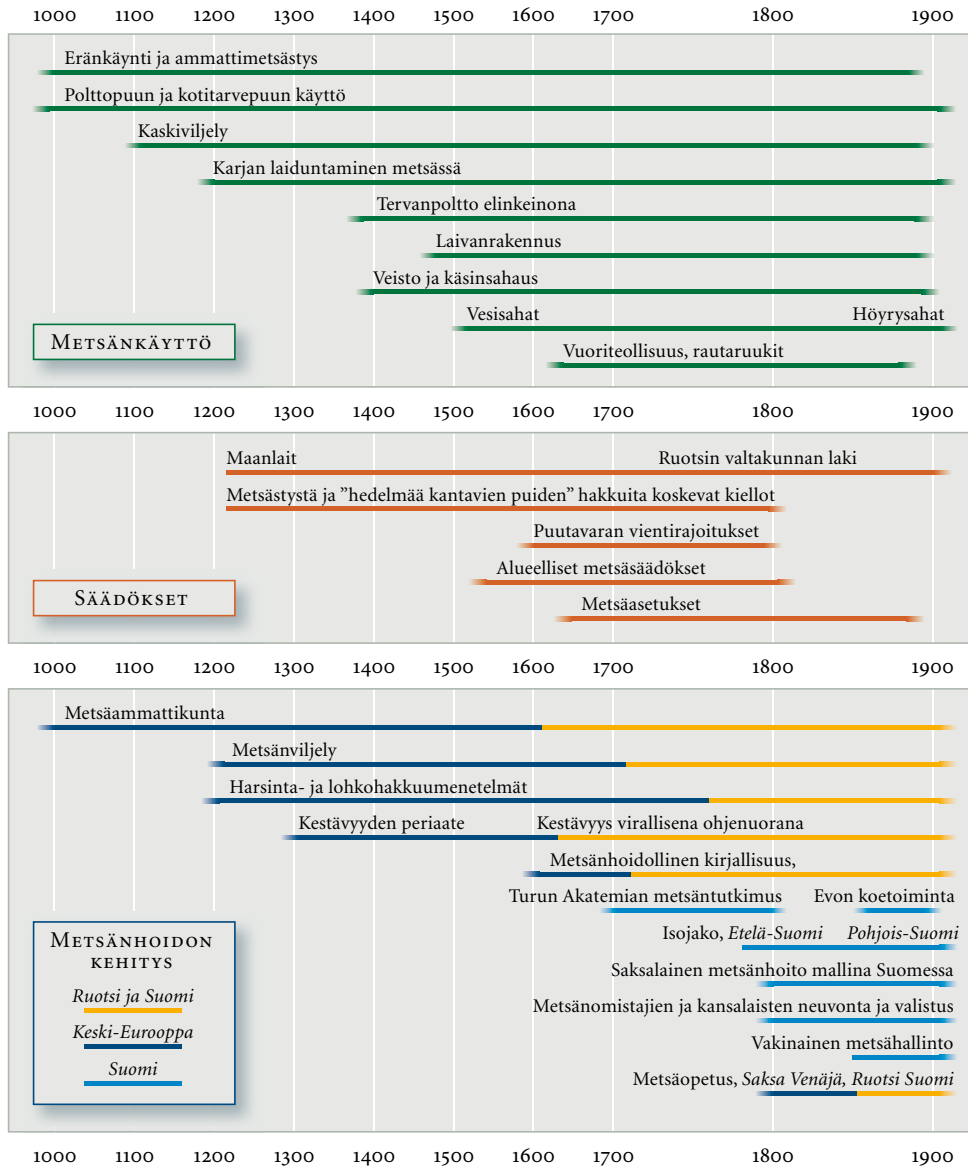 1000 1100 1200 1300 1400 1500 1600 1700 1800 1900
Eränkäynti ja ammattimetsästys
Polttopuun ja kotitarvepuun käyttö
Kaskiviljely
Karjan laiduntaminen metsässä
Tervanpoltto elinkeinona
Laivanrakennus
Veisto ja käsinsahaus
Vesisahat Höyrysahat
METSÄNKÄYTTÖ
Vuoriteollisuus, rautaruukit
1000 1100 1200 1300 1400 1500 1600 1700 1800 1900
Maanlait Ruotsin valtakunnan laki
Metsästystä ja ”hedelmää kantavien puiden” hakkuita koskevat kiellot
Puutavaran vientirajoitukset
Alueelliset metsäsäädökset
SÄÄDÖKSET
Metsäasetukset
1000 1100 1200 1300 1400 1500 1600 1700 1800 1900
Metsäammattikunta
Metsänviljely
Harsinta- ja lohkohakkuumenetelmät
Kestävyyden periaate Kestävyys virallisena ohjenuorana
Metsänhoidollinen kirjallisuus,
Turun Akatemian metsäntutkimus Evon koetoiminta
Isojako, Etelä-Suomi Pohjois-Suomi
Saksalainen metsänhoito mallina Suomessa
Metsänomistajien ja kansalaisten neuvonta ja valistus
Vakinainen metsähallinto
Metsäopetus, Saksa Venäjä, Ruotsi Suomi
METSÄNHOIDON
KEHITYS
Ruotsi ja Suomi
Keski-Eurooppa
Suomi
1000 1100 1200 1300 1400 1500 1600 1700 1800 1900